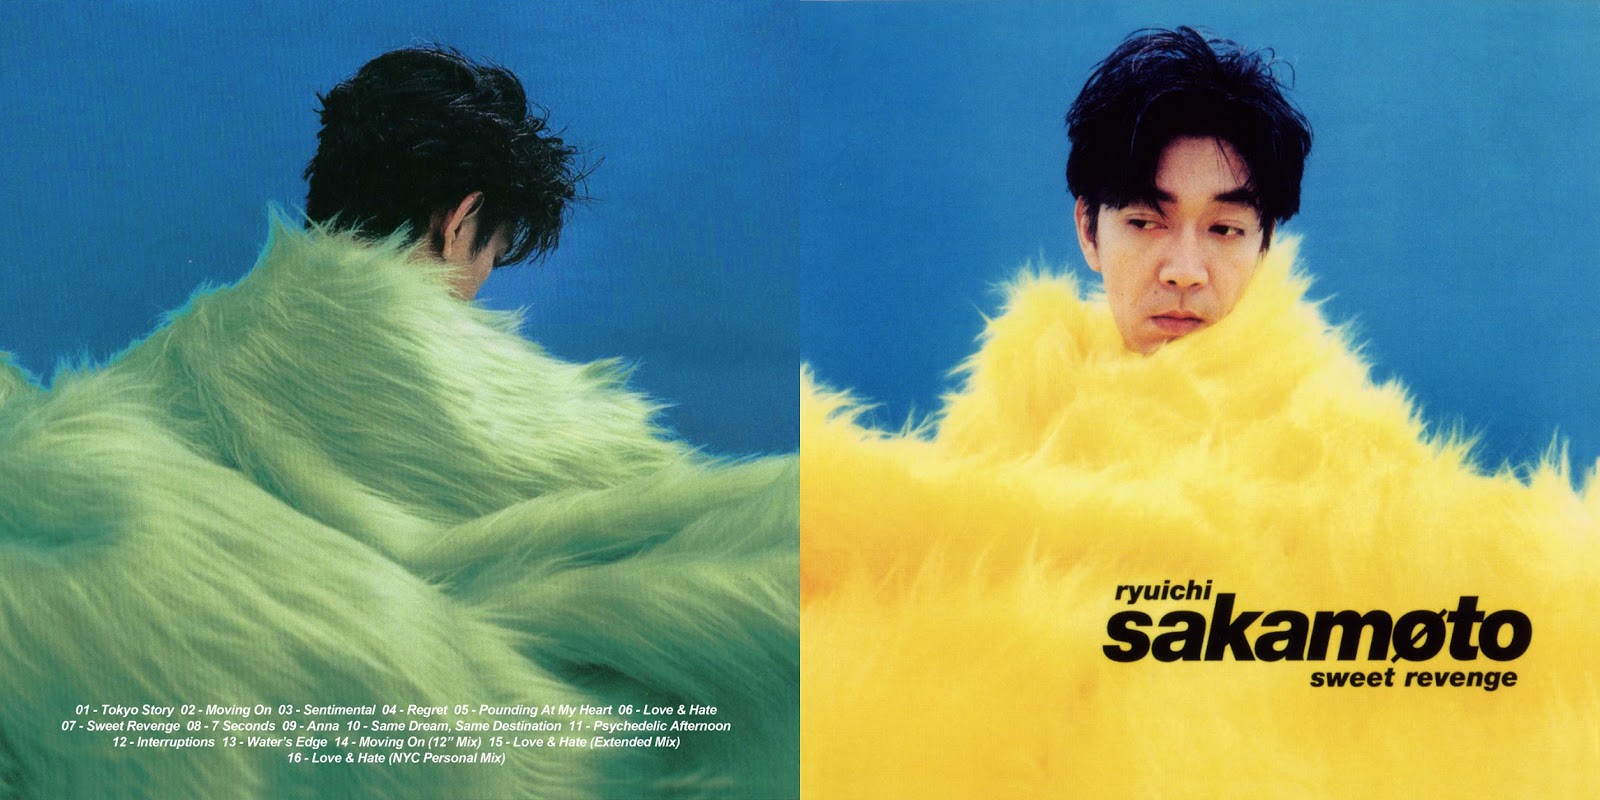 01 - Tokyo Story  02 - Moving On  03 - Sentimental  04 - Regret  05 - Pounding At My Heart  06 - Love & Hate
07 - Sweet Revenge  08 - 7 Seconds  09 - Anna  10 - Same Dream, Same Destination  11 - Psychedelic Afternoon
12 - Interruptions  13 - Water's Edge  14 - Moving On (12” Mix)  15 - Love & Hate (Extended Mix)
16 - Love & Hate (NYC Personal Mix)
ryuichi
sakamøto
sweet revenge